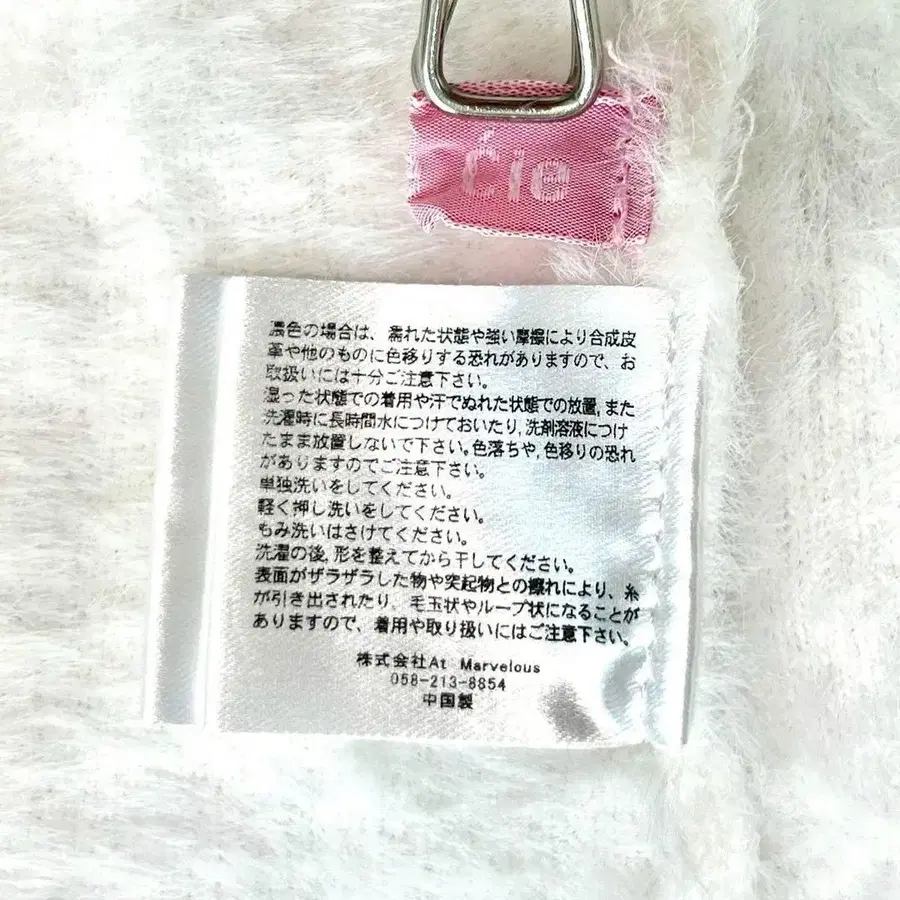 Ćie
濃色の場合は、濡れた状態や強い摩擦により合成皮
革や他のものに色移りする恐れがありますので、お
取扱いには十分ご注意下さい。
湿った状態での着用や汗でぬれた状態での放置,また
洗濯時に長時間水につけておいたり,洗剤溶液につけ
たまま放置しないで下さい。色落ちや,色移りの恐れ
がありますのでご注意下さい。
単独洗いをしてください。
軽く押し洗いをしてください。
もみ洗いはさけてください。
洗濯の後,形を整えてから干してください。
表面がザラザラした物や突起物との擦れにより、糸
が引き出されたり、毛玉状やループ状になることが
ありますので、着用や取り扱いにはご注意下さい。
株式会社At Marvelous
058-213-8854
中国製